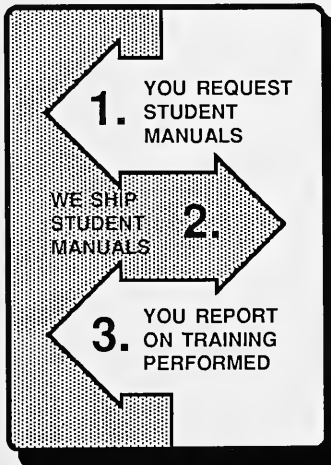 1. YOU REQUEST
STUDENT
MANUALS
WE SHIP
STUDENT
MANUALS 2.
3. YOU REPORT
ON TRAINING
PERFORMED